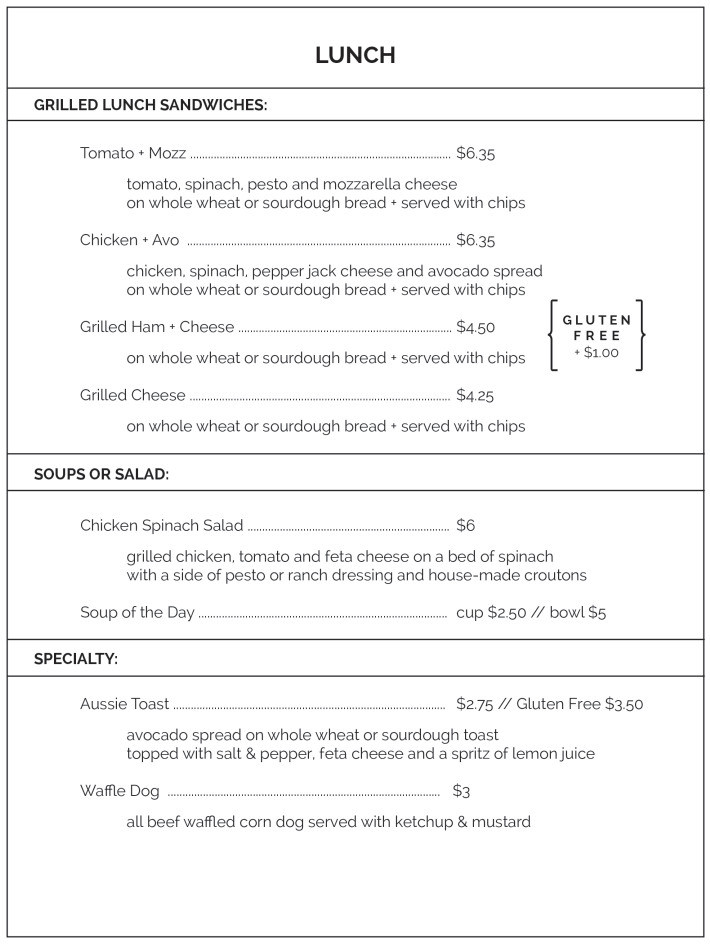 LUNCH
GRILLED LUNCH SANDWICHES:
Tomato + Mozz ........................................ $6.35
tomato, spinach, pesto and mozzarella cheese
on whole wheat or sourdough bread + served with chips
Chicken + Avo ........................................ $6.35
chicken, spinach, pepper jack cheese and avocado spread
on whole wheat or sourdough bread + served with chips
Grilled Ham + Cheese ........................................ $4.50
on whole wheat or sourdough bread + served with chips
GLUTEN
FREE
+ $1.00
Grilled Cheese ........................................ $4.25
on whole wheat or sourdough bread + served with chips
SOUPS OR SALAD:
Chicken Spinach Salad ........................................ $6
grilled chicken, tomato and feta cheese on a bed of spinach
with a side of pesto or ranch dressing and house-made croutons
Soup of the Day ........................................ cup $2.50 // bowl $5
SPECIALTY:
Aussie Toast ........................................ $2.75 // Gluten Free $3.50
avocado spread on whole wheat or sourdough toast
topped with salt & pepper, feta cheese and a spritz of lemon juice
Waffle Dog ........................................ $3
all beef waffled corn dog served with ketchup & mustard